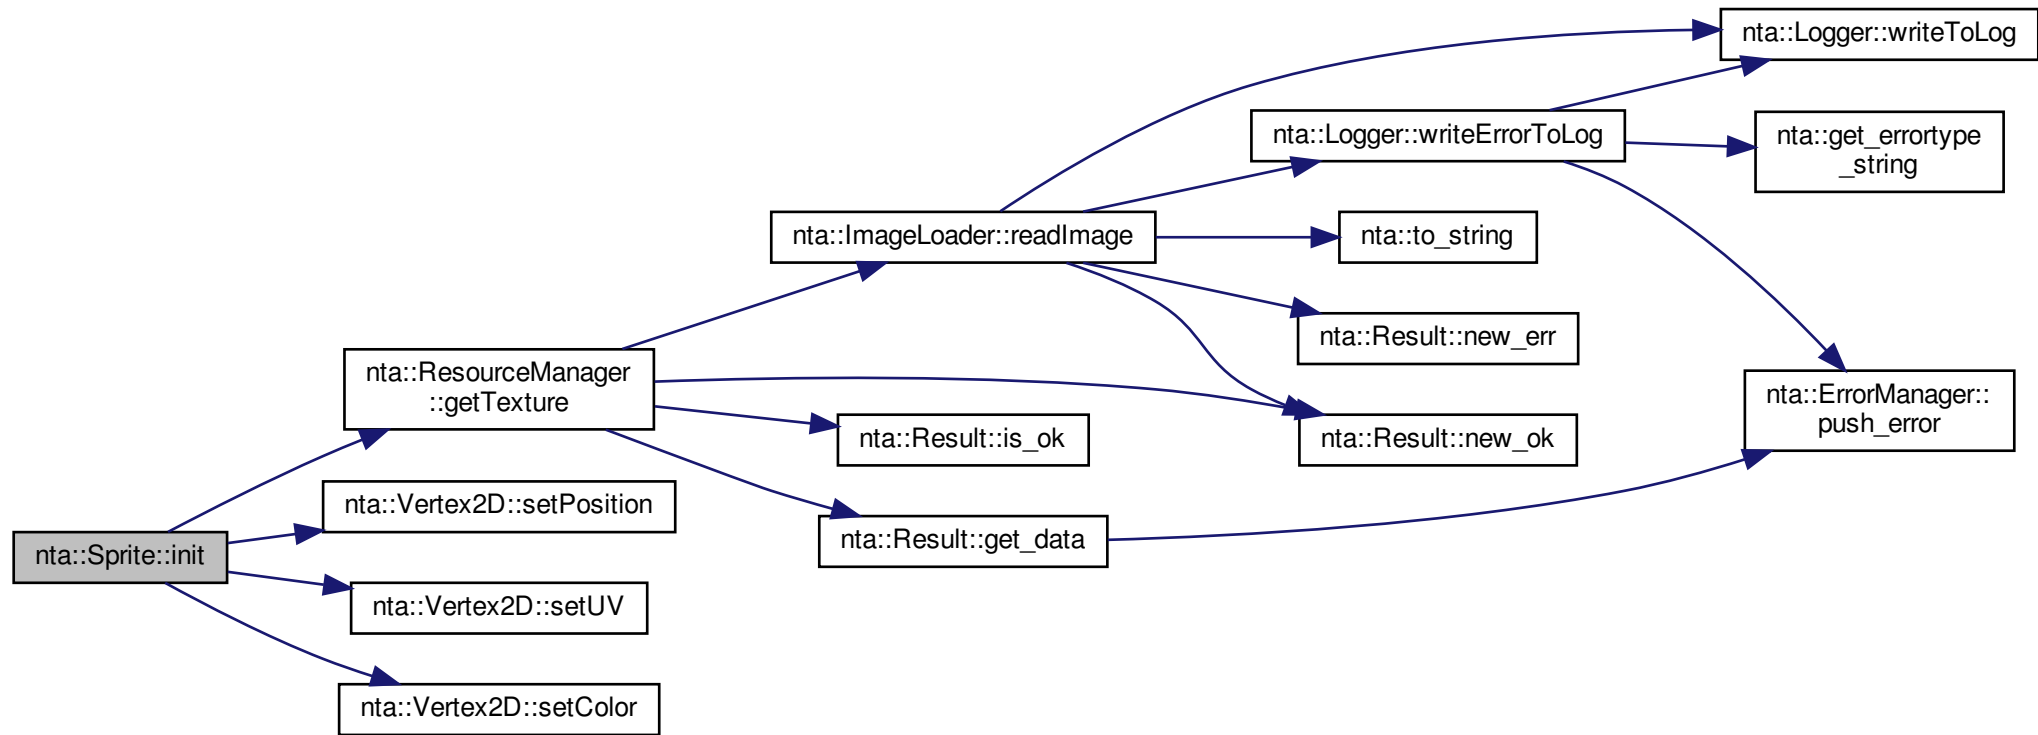 nta::Sprite::init
nta::ResourceManager
::getTexture
nta::Vertex2D::setPosition
nta::Vertex2D::setUV
nta::Vertex2D::setColor
nta::ImageLoader::readImage
nta::Result::is_ok
nta::Result::get_data
nta::Logger::writeErrorToLog
nta::to_string
nta::Result::new_err
nta::Result::new_ok
nta::Logger::writeToLog
nta::get_errortype
_string
nta::ErrorManager::
push_error